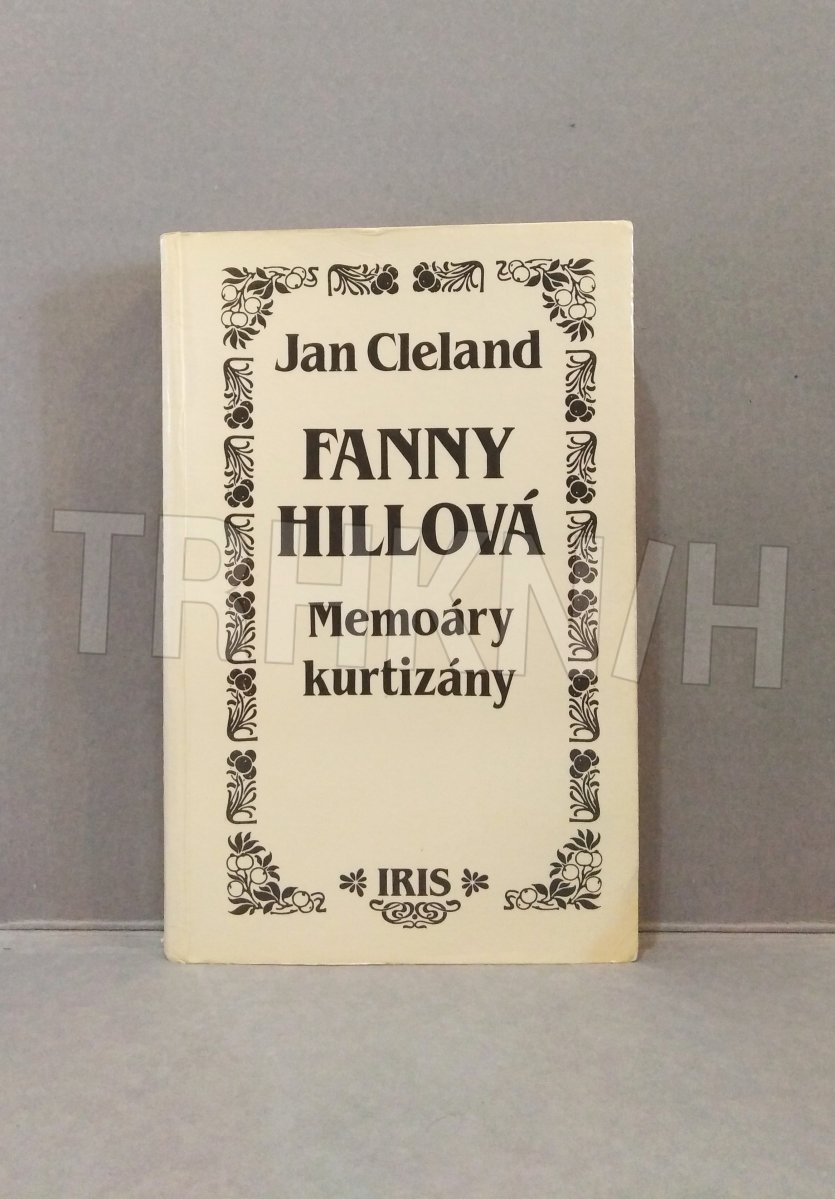 Jan Cleland
FANNY
HILLOVÁ
Memoáry
kurtizány
IRIS
TRHKNIH